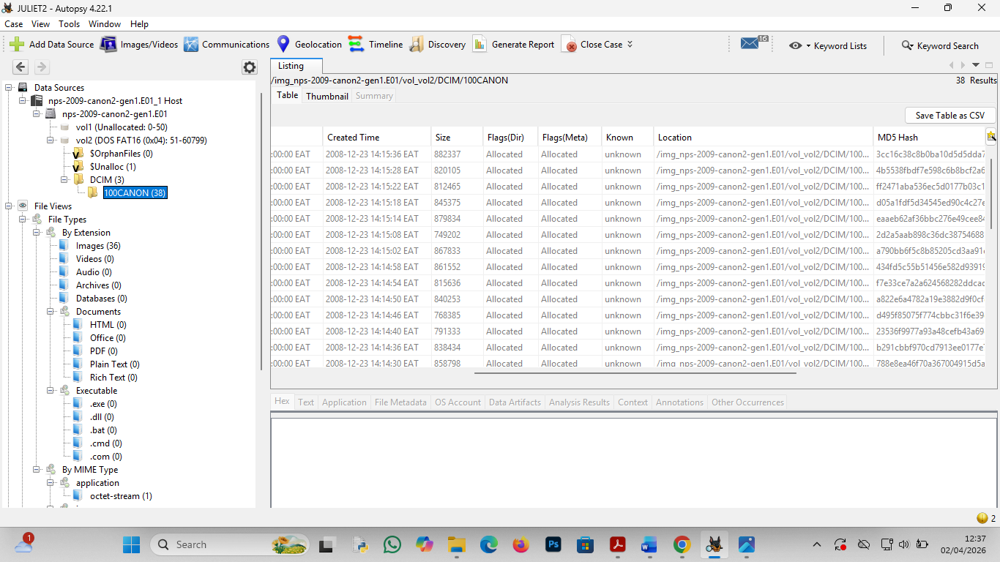 JULIET2 - Autopsy 4.22.1
Case View Tools Window Help
Add Data Source Images/Videos Communications Geolocation Timeline Discovery Generate Report Close Case 16 Keyword Lists Keyword Search
Data Sources
nps-2009-canon2-gen1.E01_1 Host
nps-2009-canon2-gen1.E01
vol1 (Unallocated: 0-50)
vol2 (DOS FAT16 (0x04): 51-60799)
$OrphanFiles (0)
$Unalloc (1)
DCIM (3)
100CANON (38)
File Views
File Types
By Extension
Images (36)
Videos (0)
Audio (0)
Archives (0)
Databases (0)
Documents
HTML (0)
Office (0)
PDF (0)
Plain Text (0)
Rich Text (0)
Executable
.exe (0)
.dll (0)
.bat (0)
.cmd (0)
.com (0)
By MIME Type
application
octet-stream (1)
Listing
/img_nps-2009-canon2-gen1.E01/vol_vol2/DCIM/100CANON 38 Results
Table Thumbnail Summary
Save Table as CSV
Created Time Size Flags(Dir) Flags(Meta) Known Location MD5 Hash
:00:00 EAT 2008-12-23 14:15:36 EAT 882337 Allocated Allocated unknown /img_nps-2009-canon2-gen1.E01/vol_vol2/DCIM/100... 3cc16c38c8b0ba10d5d5dda7
:00:00 EAT 2008-12-23 14:15:28 EAT 820105 Allocated Allocated unknown /img_nps-2009-canon2-gen1.E01/vol_vol2/DCIM/100... 4b5538fbdf7e598c6b8bcf2a6
:00:00 EAT 2008-12-23 14:15:22 EAT 812465 Allocated Allocated unknown /img_nps-2009-canon2-gen1.E01/vol_vol2/DCIM/100... ff2471aba536ec5d0177b03c1
:00:00 EAT 2008-12-23 14:15:18 EAT 845375 Allocated Allocated unknown /img_nps-2009-canon2-gen1.E01/vol_vol2/DCIM/100... d05a1fdf5d34545ed90c4c27e
:00:00 EAT 2008-12-23 14:15:14 EAT 879834 Allocated Allocated unknown /img_nps-2009-canon2-gen1.E01/vol_vol2/DCIM/100... eaaeb62af36bbc276e49cee84
:00:00 EAT 2008-12-23 14:15:08 EAT 749202 Allocated Allocated unknown /img_nps-2009-canon2-gen1.E01/vol_vol2/DCIM/100... 2d2a5aab898c36dc38754688
:00:00 EAT 2008-12-23 14:15:02 EAT 867833 Allocated Allocated unknown /img_nps-2009-canon2-gen1.E01/vol_vol2/DCIM/100... a790bb6f5c8b85205cd3aa91
:00:00 EAT 2008-12-23 14:14:58 EAT 861552 Allocated Allocated unknown /img_nps-2009-canon2-gen1.E01/vol_vol2/DCIM/100... 434fd5c55b51456e582d93919
:00:00 EAT 2008-12-23 14:14:54 EAT 815636 Allocated Allocated unknown /img_nps-2009-canon2-gen1.E01/vol_vol2/DCIM/100... f7e33ce7a2a624568282ddcac
:00:00 EAT 2008-12-23 14:14:50 EAT 840253 Allocated Allocated unknown /img_nps-2009-canon2-gen1.E01/vol_vol2/DCIM/100... a822e6a4782a19e3882d9f0cf
:00:00 EAT 2008-12-23 14:14:46 EAT 768385 Allocated Allocated unknown /img_nps-2009-canon2-gen1.E01/vol_vol2/DCIM/100... d495f85075f774cbbc31f6e39
:00:00 EAT 2008-12-23 14:14:40 EAT 791333 Allocated Allocated unknown /img_nps-2009-canon2-gen1.E01/vol_vol2/DCIM/100... 23536f9977a93a48cefb43a69
:00:00 EAT 2008-12-23 14:14:36 EAT 838434 Allocated Allocated unknown /img_nps-2009-canon2-gen1.E01/vol_vol2/DCIM/100... b291cbbf970cd7913ee0177e
:00:00 EAT 2008-12-23 14:14:30 EAT 858798 Allocated Allocated unknown /img_nps-2009-canon2-gen1.E01/vol_vol2/DCIM/100... 788e8ea46f70a367004915d5a
Hex Text Application File Metadata OS Account Data Artifacts Analysis Results Context Annotations Other Occurrences
2
1
Search
12:37
02/04/2026